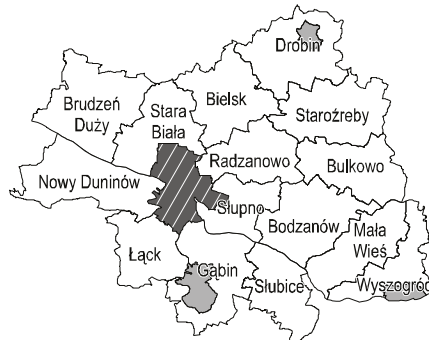 Drobin
Brudzeń
Duży
Stara
Biała
Bielsk
Staroźreby
Radzanowo
Bulkowo
Nowy Duninów
Słupno
Bodzanów
Mała
Wieś
Łąck
Gąbin
Słubice
Wyszogród